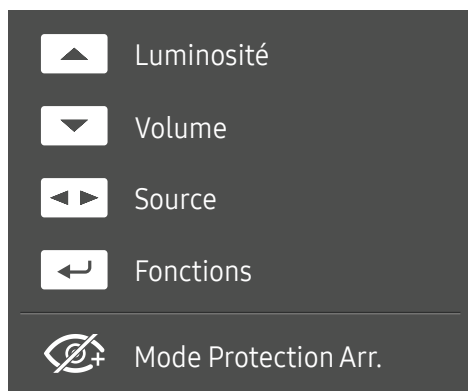 Luminosité
Volume
Source
Fonctions
Mode Protection Arr.